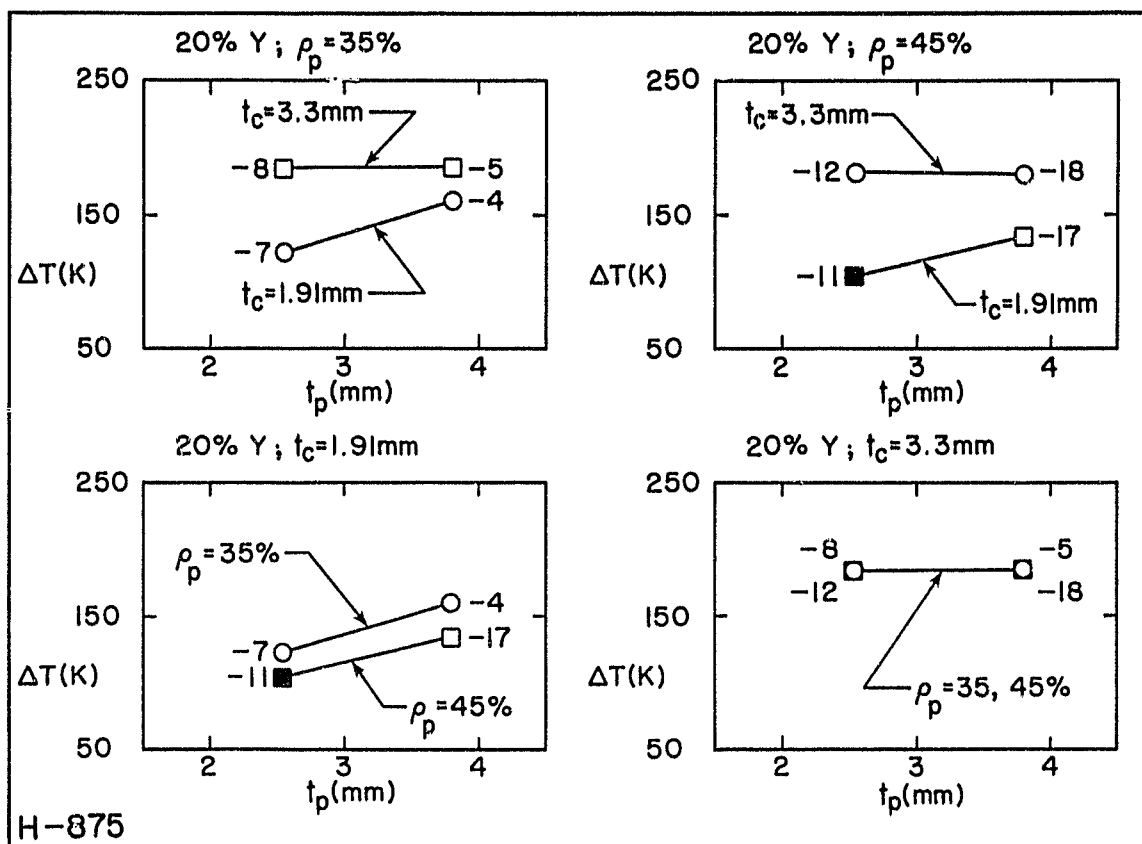 20% Y; ρp=35%
250
tc=3.3mm
-8
-5
150
-4
-7
ΔT(K)
tc=1.91mm
50
2 3 4
tp(mm)
20% Y; ρp=45%
250
tc=3.3mm
-12
-18
150
-17
-11
ΔT(K)
tc=1.91mm
50
2 3 4
tp(mm)
20% Y; tc=1.91mm
250
ρp=35%
150
-4
-7
-17
-11
ΔT(K)
ρp=45%
50
2 3 4
tp(mm)
20% Y; tc=3.3mm
250
-8
-5
-12
-18
150
ΔT(K)
ρp=35, 45%
50
2 3 4
tp(mm)
H-875